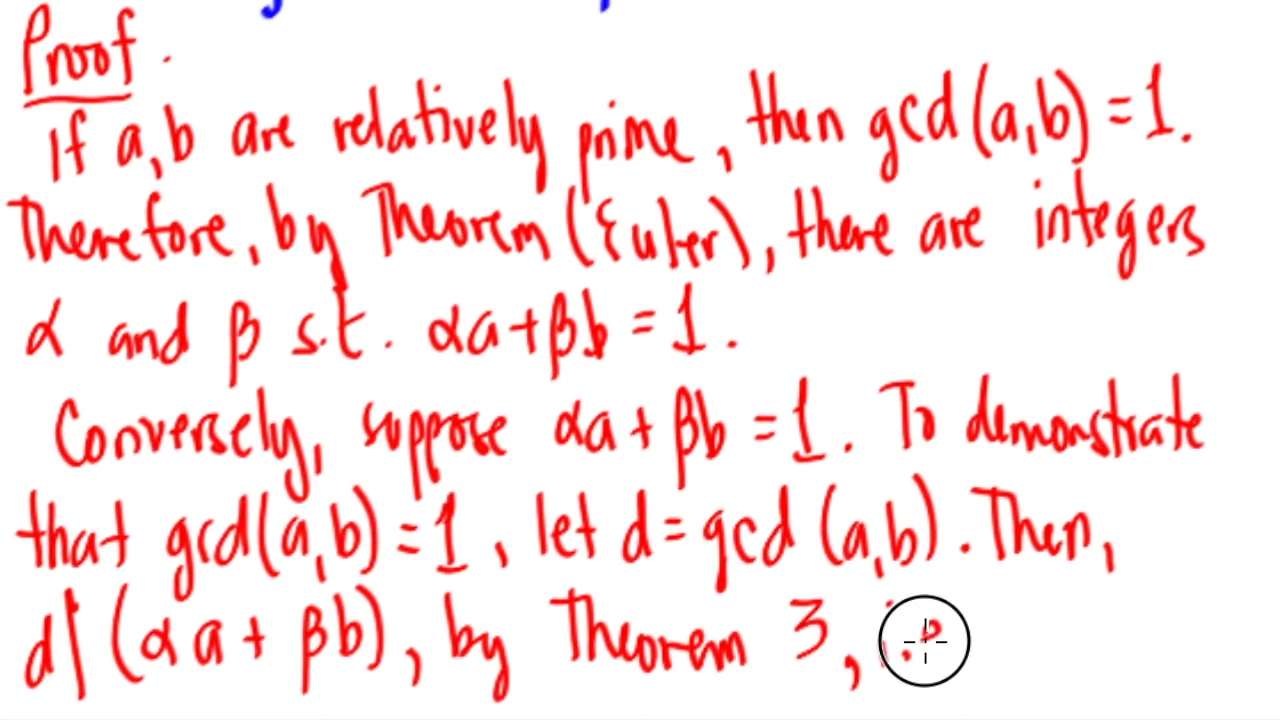 Proof.
If a,b are relatively prime, then gcd(a,b) = 1.
Therefore, by Theorem (Euler), there are integers
α and β s.t. αa+βb = 1.
Conversely, suppose αa + βb = 1. To demonstrate
that gcd(a,b) = 1, let d = gcd (a,b). Then,
d| (αa + βb), by Theorem 3, i.e